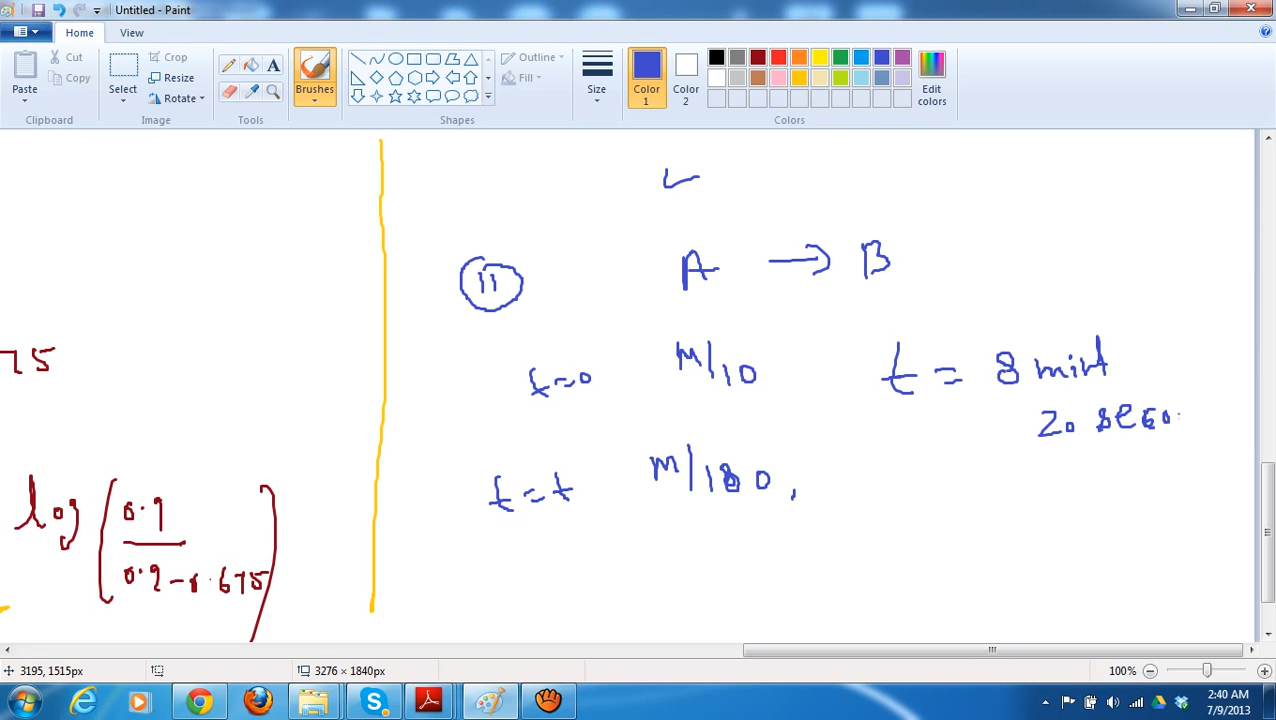 Untitled - Paint
Home View
Paste
Cut
Copy
Clipboard
Select
Crop
Resize
Rotate
Image
A
Tools
Brushes
Outline
Fill
Shapes
Size
Color 1
Color 2
Edit colors
Colors
11 A → B
t=0 M/10 t = 8 mint
20 seco
t=t M/100,
75
log (0.9 / 0.9-0.675)
3195, 1515px
3276 × 1840px
100%
2:40 AM
7/9/2013